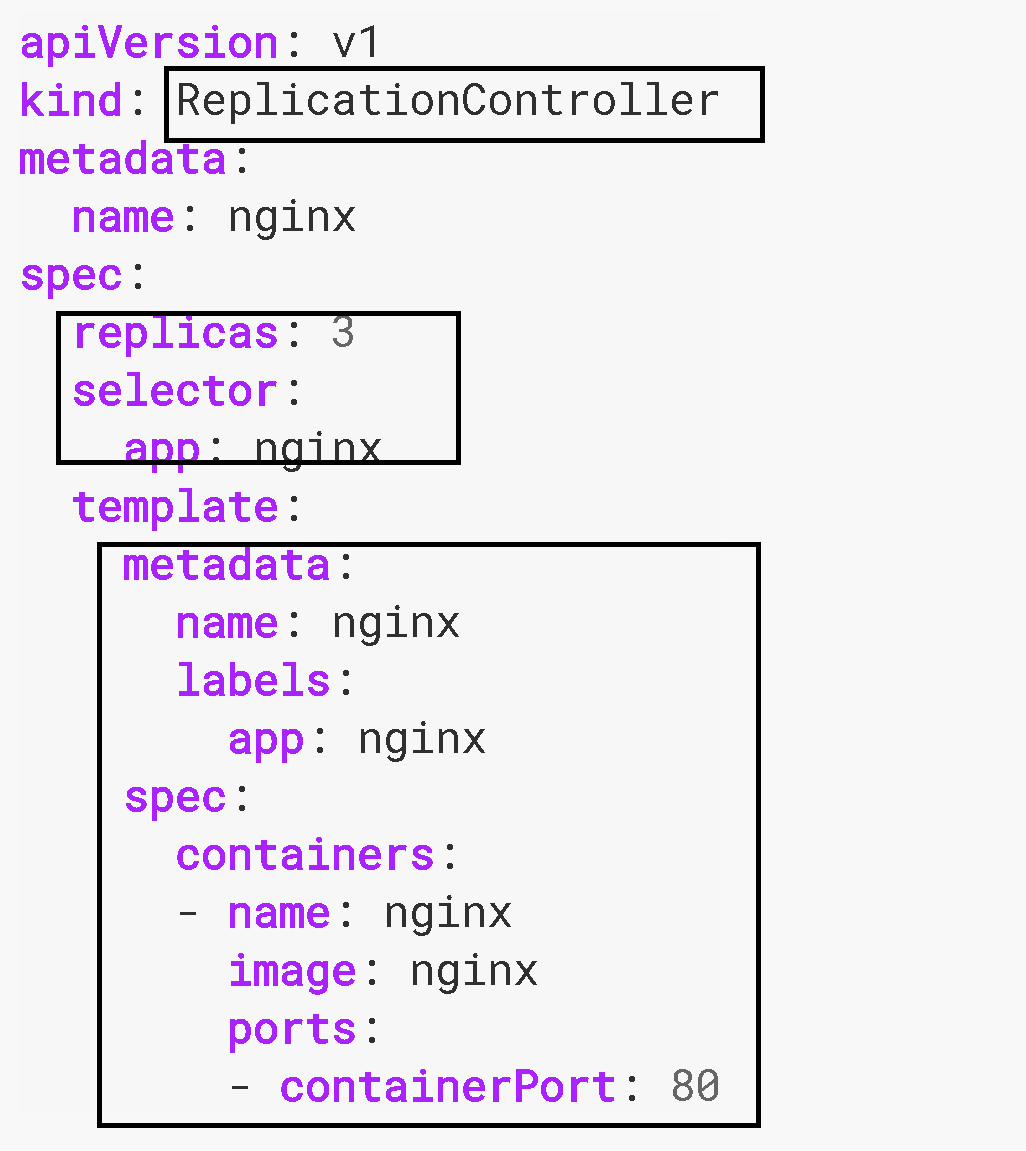 apiVersion: v1
kind: ReplicationController
metadata:
  name: nginx
spec:
  replicas: 3
  selector:
    app: nginx
  template:
    metadata:
      name: nginx
      labels:
        app: nginx
    spec:
      containers:
      - name: nginx
        image: nginx
        ports:
        - containerPort: 80